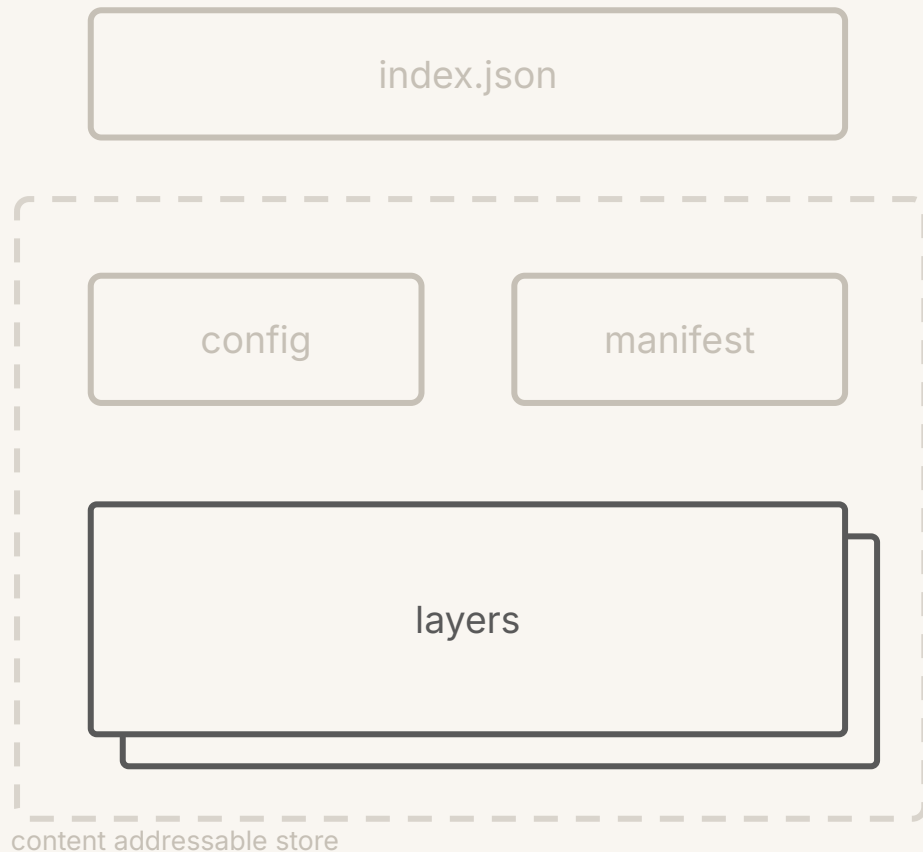 index.json
config
manifest
layers
content addressable store